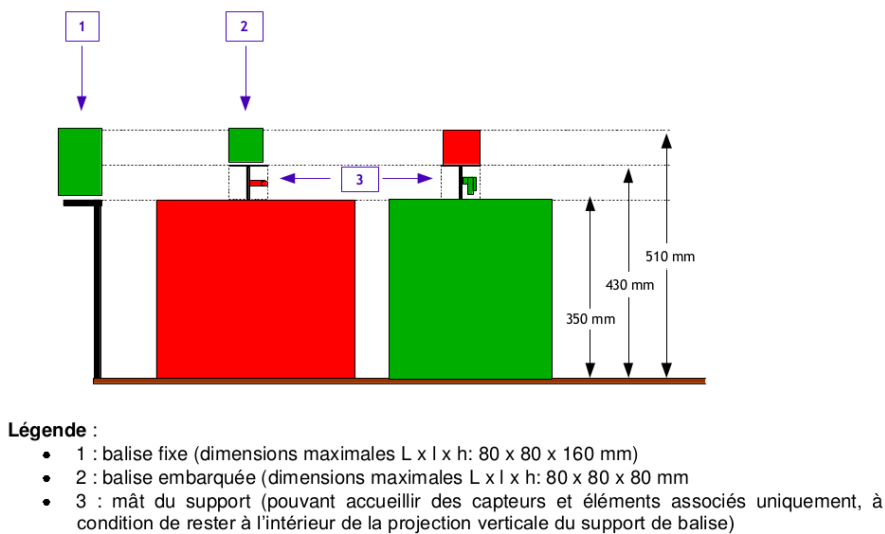 1
2
3
510 mm
430 mm
350 mm
Légende :
1 : balise fixe (dimensions maximales L x l x h: 80 x 80 x 160 mm)
2 : balise embarquée (dimensions maximales L x l x h: 80 x 80 x 80 mm
3 : mât du support (pouvant accueillir des capteurs et éléments associés uniquement, à
condition de rester à l'intérieur de la projection verticale du support de balise)